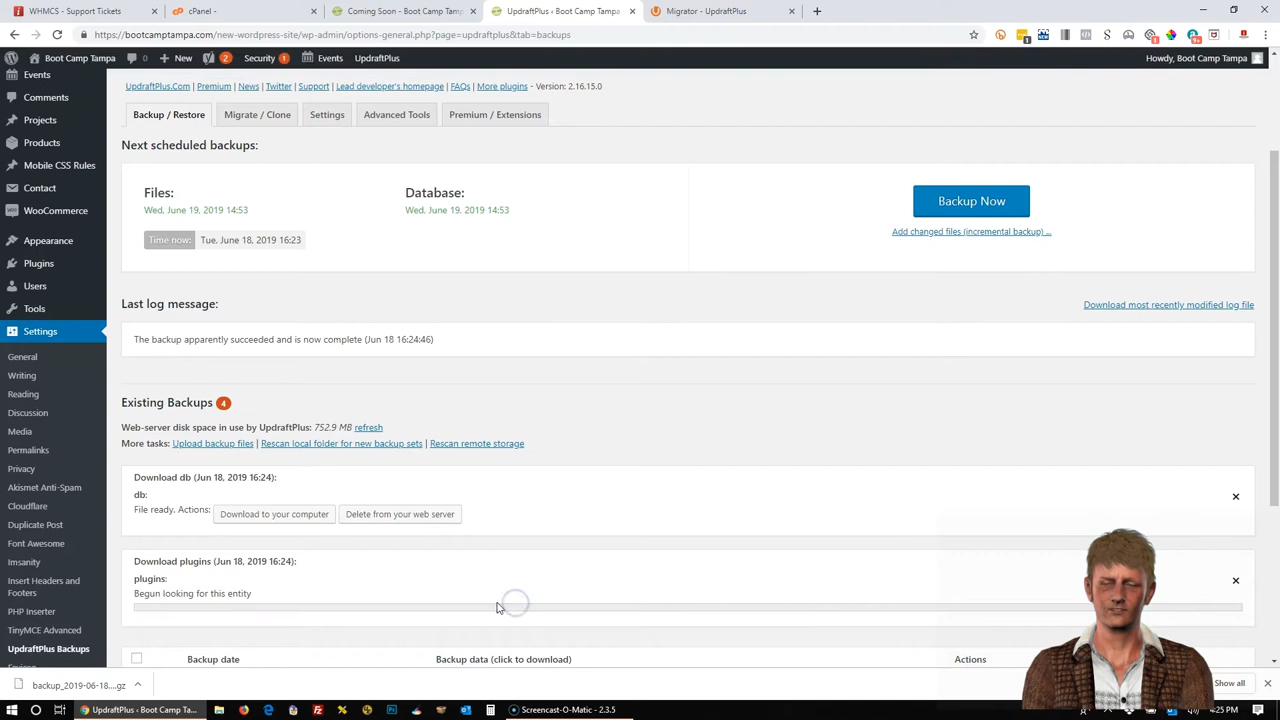 WHMCS - Support Tickets
cPanel -
Coming Soon - Boot Camp Tampa
UpdraftPlus ‹ Boot Camp Tampa
Migrator - UpdraftPlus
https://bootcamptampa.com/new-wordpress-site/wp-admin/options-general.php?page=updraftplus&tab=backups
Boot Camp Tampa
0
New
2
Security 1
Events
UpdraftPlus
Howdy, Boot Camp Tampa
Events
Comments
Projects
Products
Mobile CSS Rules
Contact
WooCommerce
Appearance
Plugins
Users
Tools
Settings
General
Writing
Reading
Discussion
Media
Permalinks
Privacy
Akismet Anti-Spam
Cloudflare
Duplicate Post
Font Awesome
Imsanity
Insert Headers and
Footers
PHP Inserter
TinyMCE Advanced
UpdraftPlus Backups
UpdraftPlus.Com | Premium | News | Twitter | Support | Lead developer's homepage | FAQs | More plugins - Version: 2.16.15.0
Backup / Restore
Migrate / Clone
Settings
Advanced Tools
Premium / Extensions
Next scheduled backups:
Files:
Wed, June 19, 2019 14:53
Database:
Wed, June 19, 2019 14:53
Time now: Tue, June 18, 2019 16:23
Backup Now
Add changed files (incremental backup) ...
Last log message:
Download most recently modified log file
The backup apparently succeeded and is now complete (Jun 18 16:24:46)
Existing Backups 4
Web-server disk space in use by UpdraftPlus: 752.9 MB refresh
More tasks: Upload backup files | Rescan local folder for new backup sets | Rescan remote storage
Download db (Jun 18, 2019 16:24):
db:
File ready. Actions: Download to your computer Delete from your web server
Download plugins (Jun 18, 2019 16:24):
plugins:
Begun looking for this entity
Backup date
Backup data (click to download)
Actions
backup_2019-06-18....gz
Show all
UpdraftPlus ‹ Boot Camp Ta...
Screencast-O-Matic - 2.3.5
4:25 PM